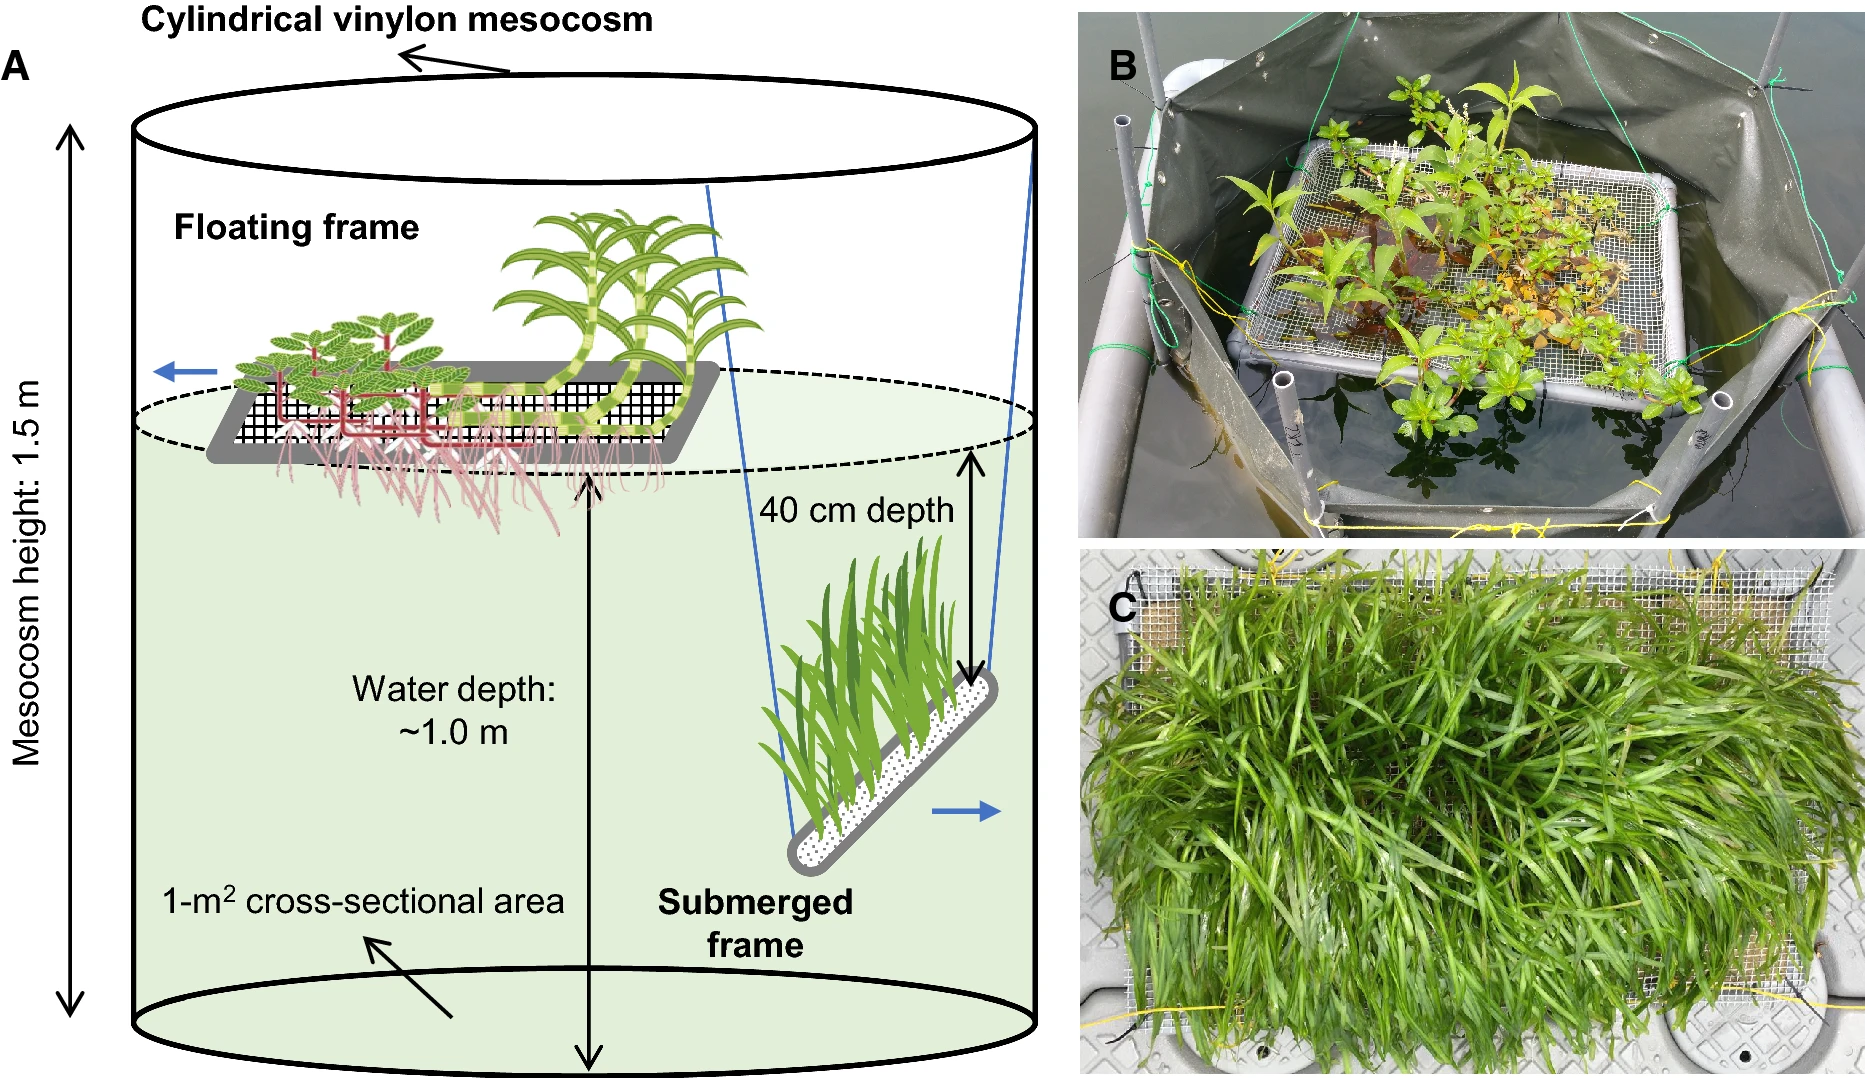 Cylindrical vinylon mesocosm
A
Floating frame
Mesocosm height: 1.5 m
40 cm depth
Water depth:
~1.0 m
1-m² cross-sectional area
Submerged
frame
B
C